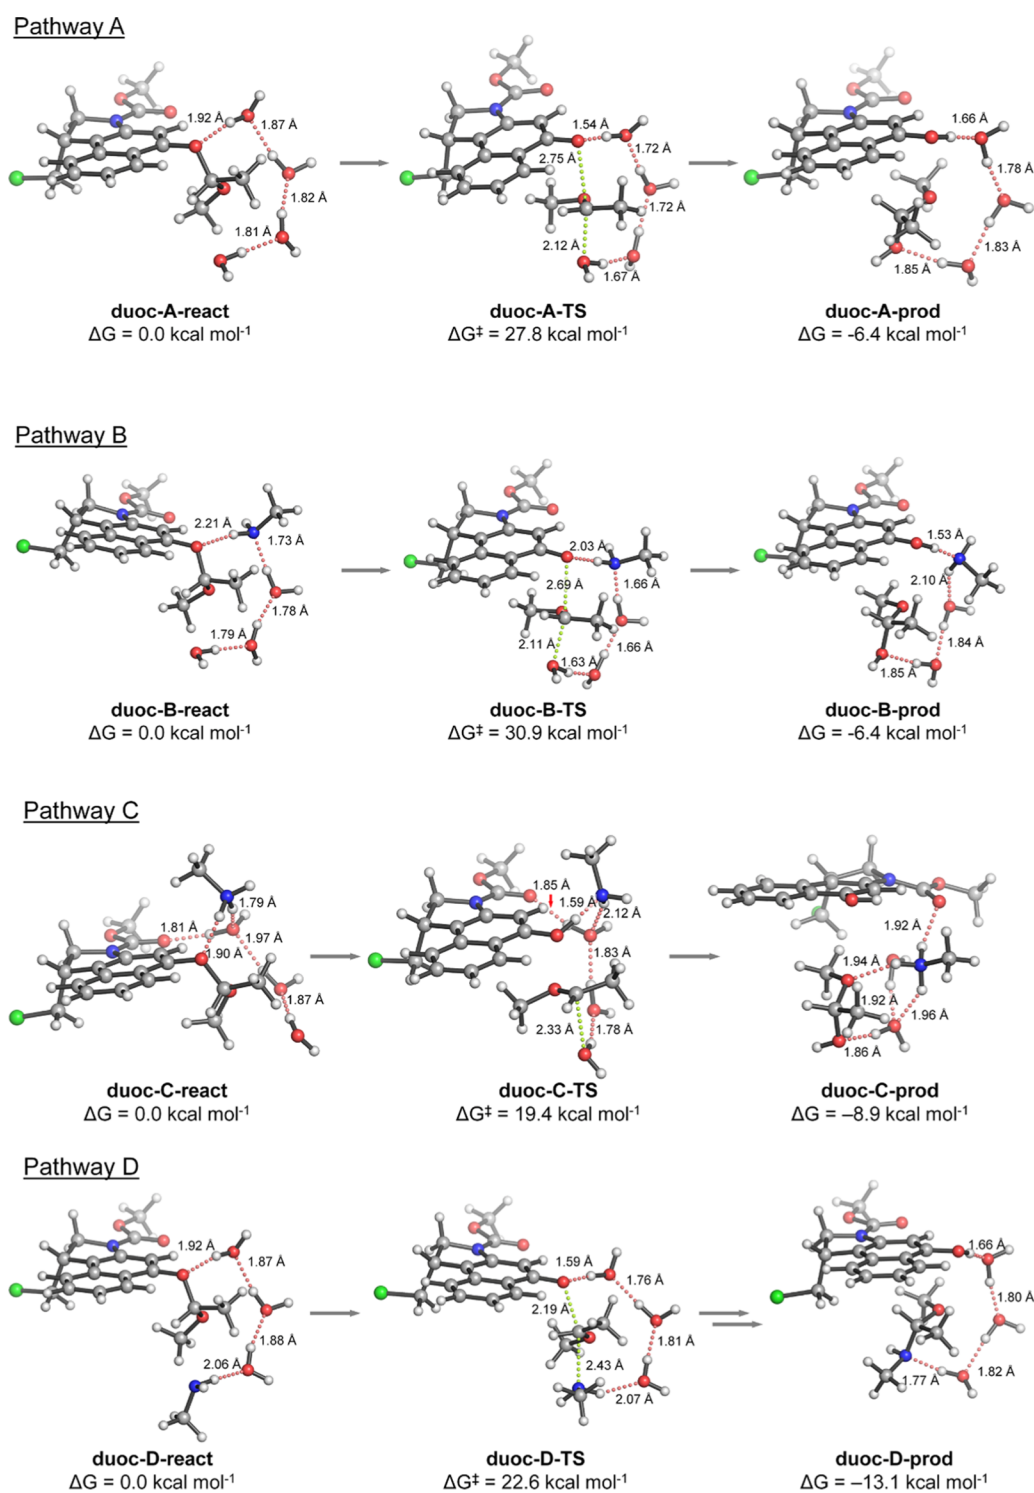 Pathway A
1.92 Å
1.87 Å
1.82 Å
1.81 Å
1.54 Å
2.75 Å
1.72 Å
1.72 Å
2.12 Å
1.67 Å
1.66 Å
1.78 Å
1.83 Å
1.85 Å
duoc-A-react
ΔG = 0.0 kcal mol⁻¹
duoc-A-TS
ΔG‡ = 27.8 kcal mol⁻¹
duoc-A-prod
ΔG = -6.4 kcal mol⁻¹
Pathway B
2.21 Å
1.73 Å
1.78 Å
1.79 Å
2.03 Å
2.69 Å
1.66 Å
1.66 Å
2.11 Å
1.63 Å
1.53 Å
2.10 Å
1.84 Å
1.85 Å
duoc-B-react
ΔG = 0.0 kcal mol⁻¹
duoc-B-TS
ΔG‡ = 30.9 kcal mol⁻¹
duoc-B-prod
ΔG = -6.4 kcal mol⁻¹
Pathway C
1.79 Å
1.81 Å
1.97 Å
1.90 Å
1.87 Å
1.85 Å
1.59 Å
2.12 Å
1.83 Å
2.33 Å
1.78 Å
1.92 Å
1.94 Å
1.92 Å
1.96 Å
1.86 Å
duoc-C-react
ΔG = 0.0 kcal mol⁻¹
duoc-C-TS
ΔG‡ = 19.4 kcal mol⁻¹
duoc-C-prod
ΔG = –8.9 kcal mol⁻¹
Pathway D
1.92 Å
1.87 Å
1.88 Å
2.06 Å
1.59 Å
1.76 Å
2.19 Å
1.81 Å
2.43 Å
2.07 Å
1.66 Å
1.80 Å
1.82 Å
1.77 Å
duoc-D-react
ΔG = 0.0 kcal mol⁻¹
duoc-D-TS
ΔG‡ = 22.6 kcal mol⁻¹
duoc-D-prod
ΔG = –13.1 kcal mol⁻¹